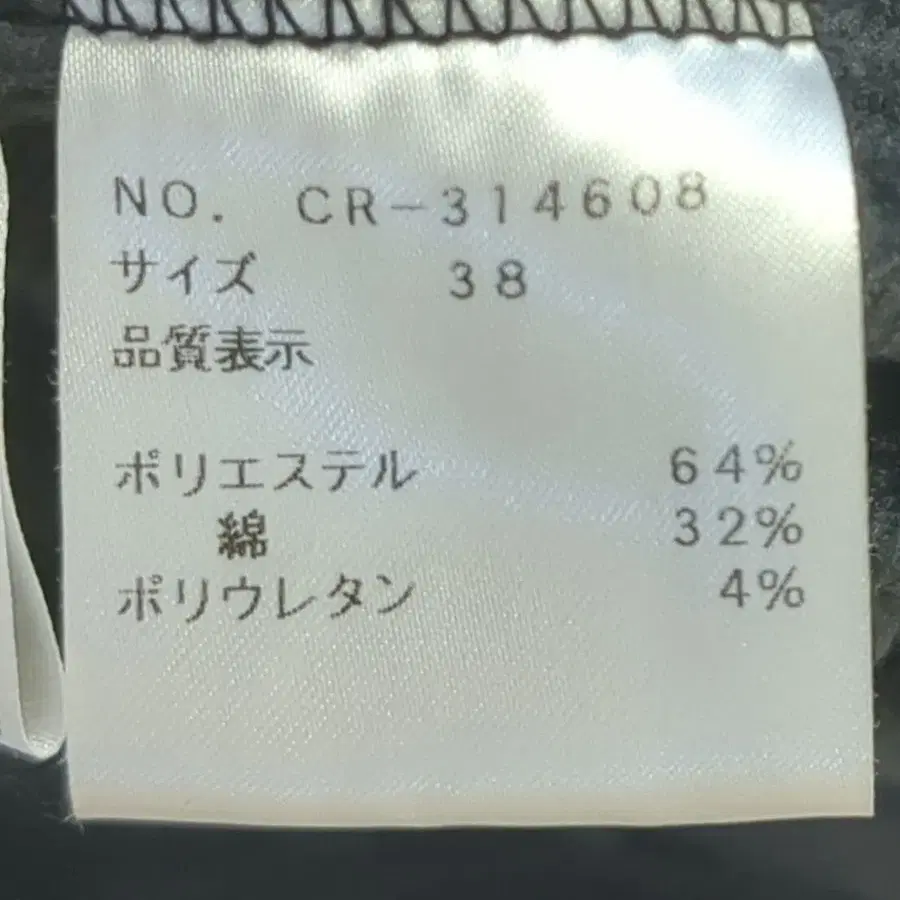 NO. CR-314608
サイズ 38
品質表示
ポリエステル 64%
綿 32%
ポリウレタン 4%